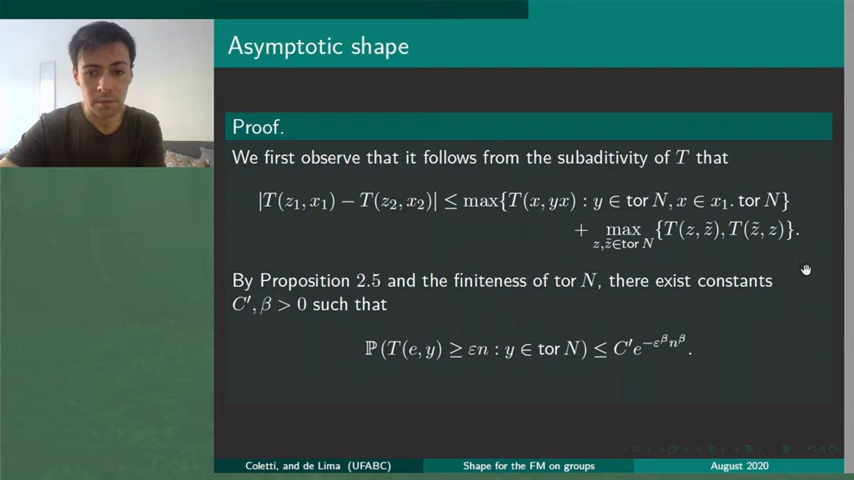 Asymptotic shape
Proof.
We first observe that it follows from the subaditivity of T that
|T(z₁, x₁) − T(z₂, x₂)| ≤ max{T(x, yx) : y ∈ tor N, x ∈ x₁. tor N}
+ max_{z,z̃∈tor N} {T(z, z̃), T(z̃, z)}.
By Proposition 2.5 and the finiteness of tor N, there exist constants
C′, β > 0 such that
ℙ (T(e, y) ≥ εn : y ∈ tor N) ≤ C′e^{−ε^β n^β}.
Coletti, and de Lima (UFABC) Shape for the FM on groups August 2020